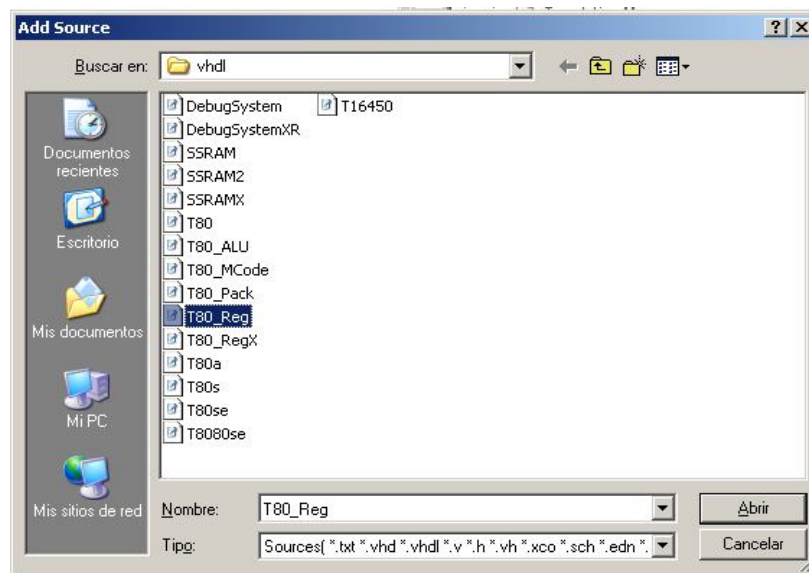 Add Source
Buscar en:
vhdl
Documentos
recientes
Escritorio
Mis documentos
Mi PC
Mis sitios de red
DebugSystem
DebugSystemXR
SSRAM
SSRAM2
SSRAMX
T80
T80_ALU
T80_MCode
T80_Pack
T80_Reg
T80_RegX
T80a
T80s
T80se
T8080se
T16450
Nombre:
T80_Reg
Abrir
Tipo:
Sources( *.txt *.vhd *.vhdl *.v *.h *.vh *.xco *.sch *.edn *.
Cancelar